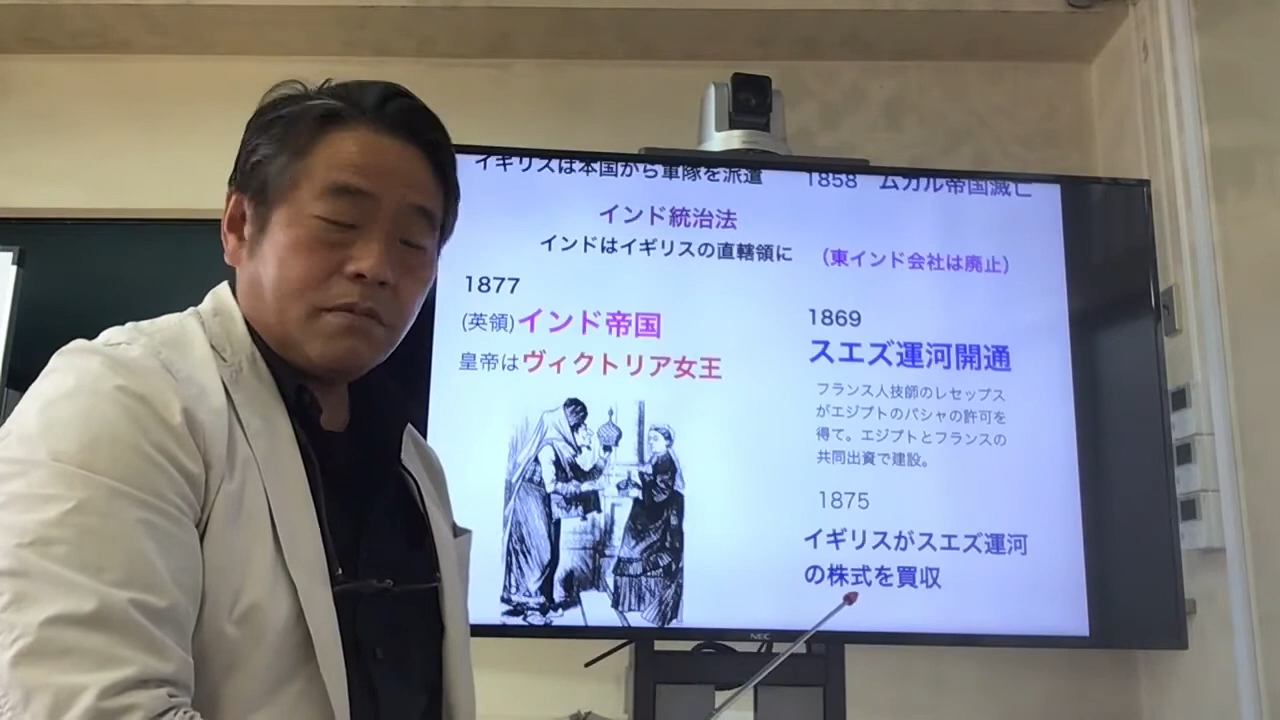 イギリスは本国から軍隊を派遣
1858 ムガル帝国滅亡
インド統治法
インドはイギリスの直轄領に
(東インド会社は廃止)
1877
(英領)インド帝国
皇帝はヴィクトリア女王
1869
スエズ運河開通
フランス人技師のレセップス
がエジプトのパシャの許可を
得て。エジプトとフランスの
共同出資で建設。
1875
イギリスがスエズ運河
の株式を買収
NEC